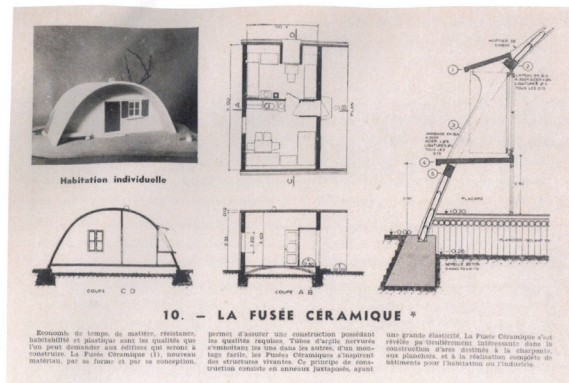 Habitation individuelle
MORTIER DE
CIMENT
PLAN
PLACARD
COUPE C D
COUPE A B
10. — LA FUSÉE CÉRAMIQUE *
Économie de temps, de matière, résistance,
habitabilité et plastique sont les qualités que
l'on peut demander aux édifices qui seront à
construire. La Fusée Céramique (1), nouveau
matériau, par sa forme et par sa conception,
permet d'assurer une construction possédant
les qualités requises. Tubes d'argile nervurés
s'emboîtant les uns dans les autres, d'un mon-
tage facile, les Fusées Céramiques s'inspirent
des structures vivantes. Ce principe de cons-
truction consiste en anneaux juxtaposés, ayant
une grande élasticité. La Fusée Céramique s'est
révélée particulièrement intéressante dans la
construction d'arcs destinés à la charpente,
aux planchers, et à la réalisation complète de
bâtiments pour l'habitation ou l'industrie.